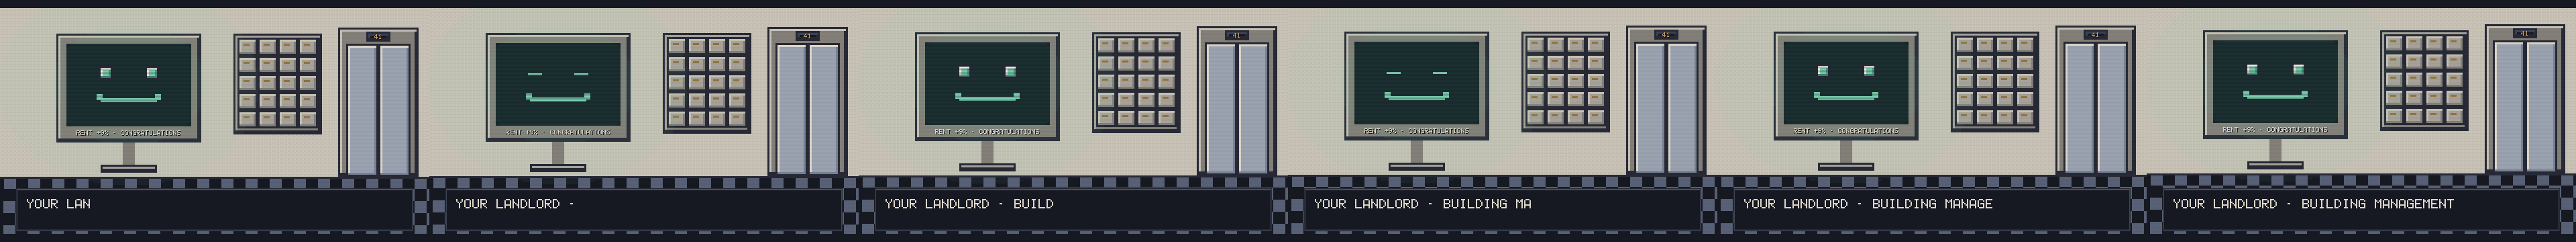 41
RENT +9% - CONGRATULATIONS
YOUR LAN
41
RENT +9% - CONGRATULATIONS
YOUR LANDLORD -
41
RENT +9% - CONGRATULATIONS
YOUR LANDLORD - BUILD
41
RENT +9% - CONGRATULATIONS
YOUR LANDLORD - BUILDING MA
41
RENT +9% - CONGRATULATIONS
YOUR LANDLORD - BUILDING MANAGE
41
RENT +9% - CONGRATULATIONS
YOUR LANDLORD - BUILDING MANAGEMENT